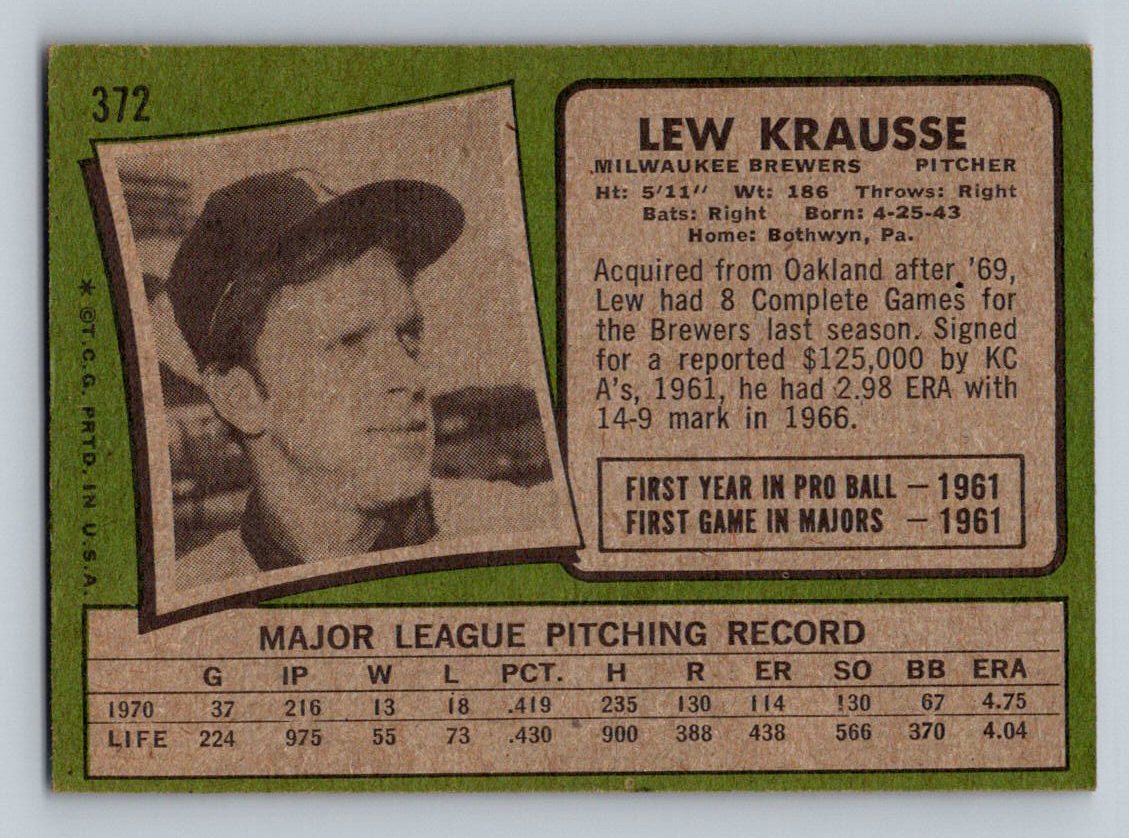 372
LEW KRAUSSE
MILWAUKEE BREWERS PITCHER
Ht: 5'11" Wt: 186 Throws: Right
Bats: Right Born: 4-25-43
Home: Bothwyn, Pa.
Acquired from Oakland after '69,
Lew had 8 Complete Games for
the Brewers last season. Signed
for a reported $125,000 by KC
A's, 1961, he had 2.98 ERA with
14-9 mark in 1966.
FIRST YEAR IN PRO BALL — 1961
FIRST GAME IN MAJORS — 1961
* ©T.C.G. PRTD. IN U.S.A.
MAJOR LEAGUE PITCHING RECORD
G IP W L PCT. H R ER SO BB ERA
1970 37 216 13 18 .419 235 130 114 130 67 4.75
LIFE 224 975 55 73 .430 900 388 438 566 370 4.04